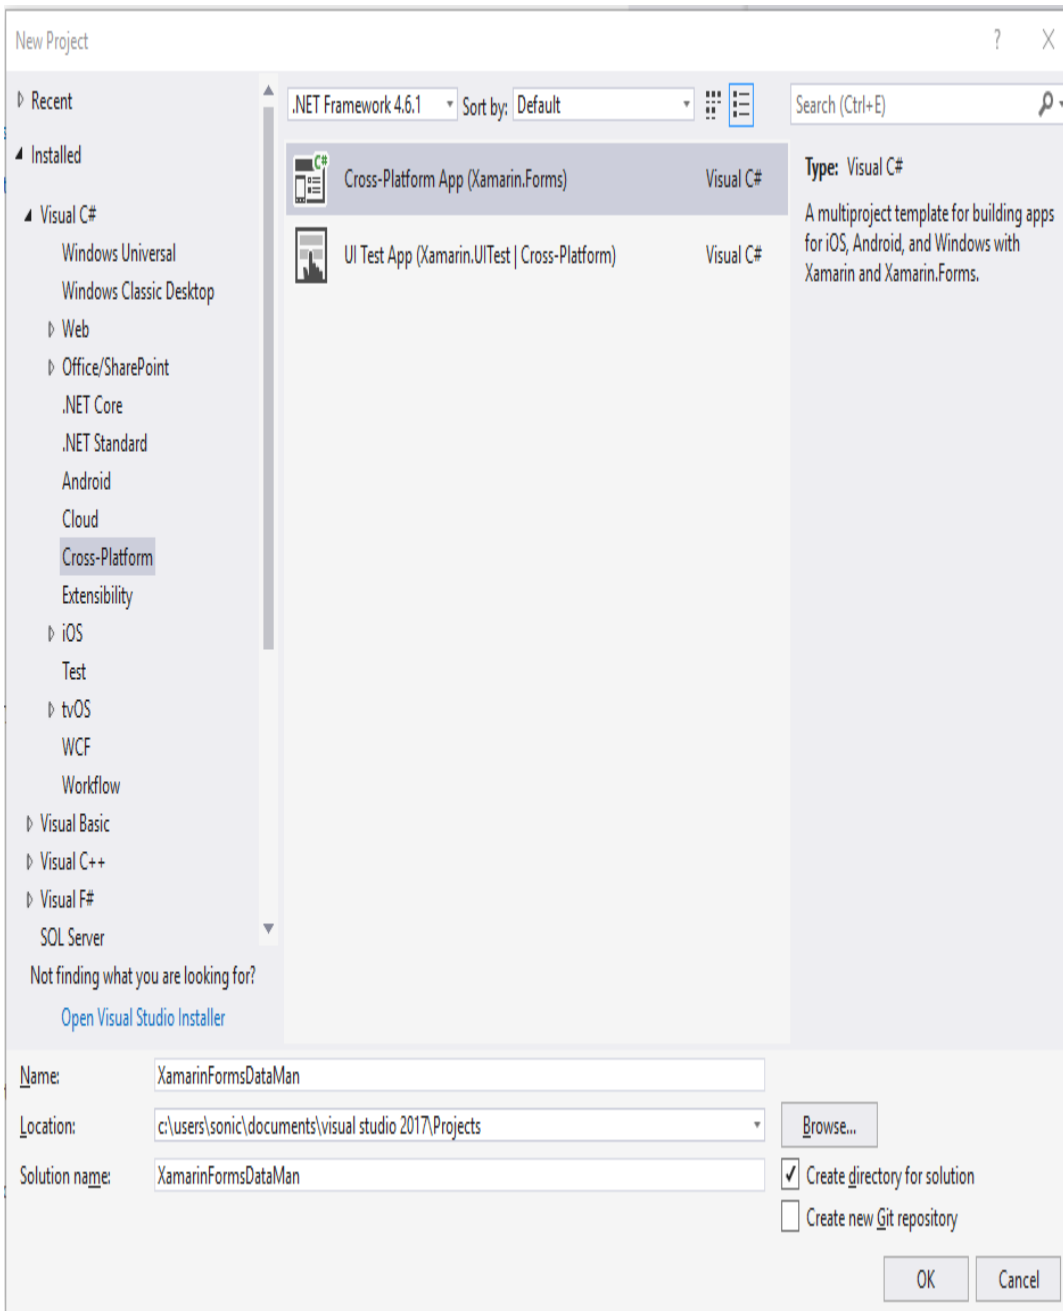 New Project
?
Recent
Installed
Visual C#
Windows Universal
Windows Classic Desktop
Web
Office/SharePoint
.NET Core
.NET Standard
Android
Cloud
Cross-Platform
Extensibility
iOS
Test
tvOS
WCF
Workflow
Visual Basic
Visual C++
Visual F#
SQL Server
Not finding what you are looking for?
Open Visual Studio Installer
.NET Framework 4.6.1 Sort by: Default
C#
Cross-Platform App (Xamarin.Forms) Visual C#
UI Test App (Xamarin.UITest | Cross-Platform) Visual C#
Search (Ctrl+E)
Type: Visual C#
A multiproject template for building apps
for iOS, Android, and Windows with
Xamarin and Xamarin.Forms.
Name: XamarinFormsDataMan
Location: c:\users\sonic\documents\visual studio 2017\Projects Browse...
Solution name: XamarinFormsDataMan
Create directory for solution
Create new Git repository
OK Cancel